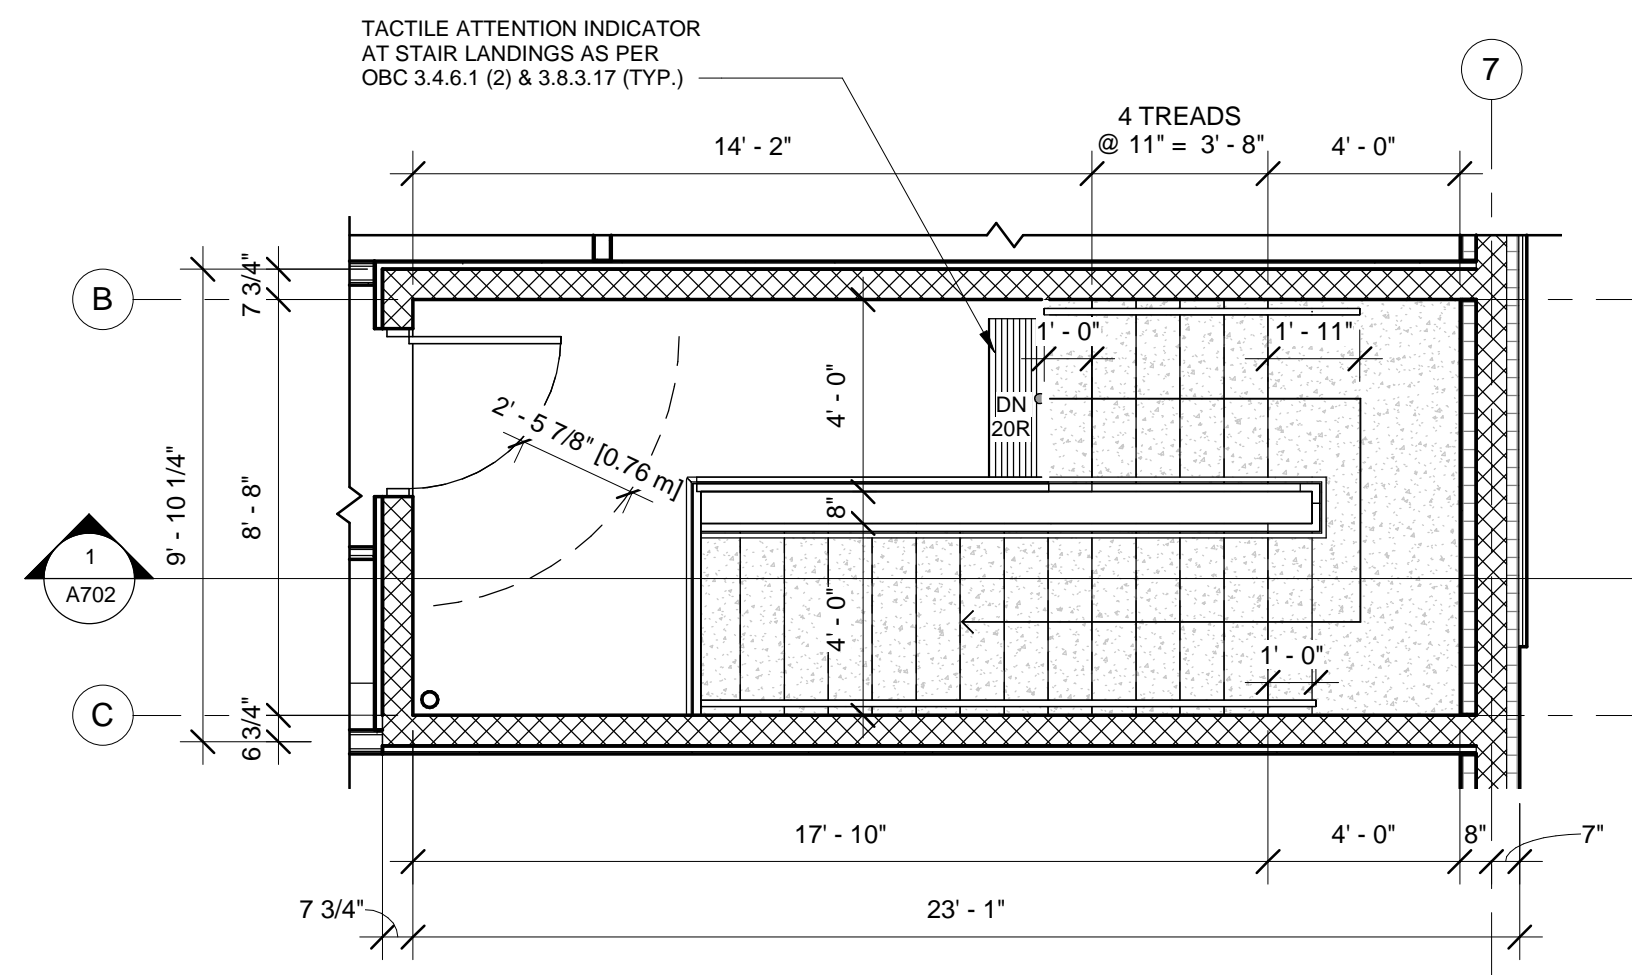 TACTILE ATTENTION INDICATOR
AT STAIR LANDINGS AS PER
OBC 3.4.6.1 (2) & 3.8.3.17 (TYP.)
7
4 TREADS
14' - 2"
@ 11" = 3' - 8"
4' - 0"
B
7 3/4"
1' - 0"
1' - 11"
4' - 0"
DN
20R
2' - 5 7/8" [0.76 m]
9' - 10 1/4"
8' - 8"
8"
1
A702
4' - 0"
1' - 0"
C
6 3/4"
17' - 10"
4' - 0"
8"
7"
7 3/4"
23' - 1"